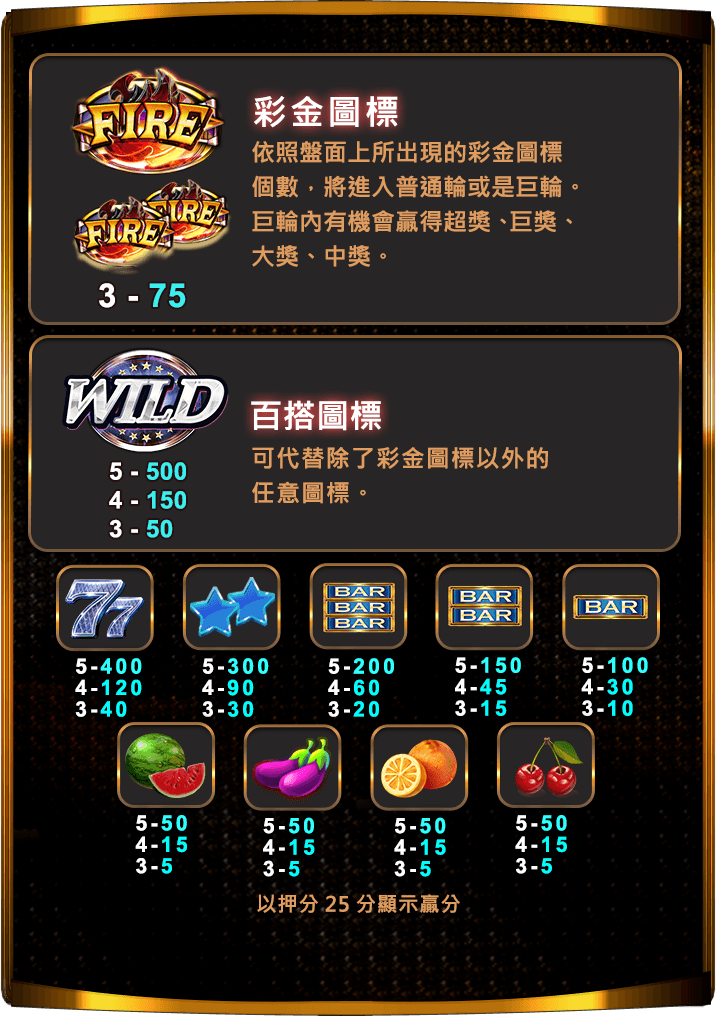 FIRE
彩金圖標
依照盤面上所出現的彩金圖標
個數，將進入普通輪或是巨輪。
巨輪內有機會贏得超獎、巨獎、
大獎、中獎。
FIRE FIRE
3 - 75
WILD
百搭圖標
可代替除了彩金圖標以外的
任意圖標。
5 - 500
4 - 150
3 - 50
77 BAR BAR BAR BAR BAR BAR
5-400 5-300 5-200 5-150 5-100
4-120 4-90 4-60 4-45 4-30
3-40 3-30 3-20 3-15 3-10
5-50 5-50 5-50 5-50
4-15 4-15 4-15 4-15
3-5 3-5 3-5 3-5
以押分 25 分顯示贏分